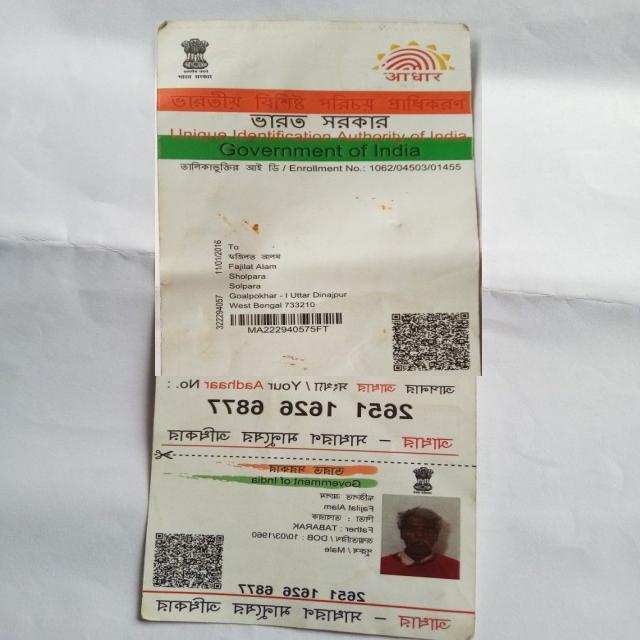 भारत सरकार
আধার
ভারতীয় বিশিষ্ট পরিচয় প্রাধিকরণ
ভারত সরকার
Unique Identification Authority of India
Government of India
তালিকাভুক্তির আই ডি / Enrollment No.: 1062/04503/01455
11/01/2016
322294057
To
ফজিলত আলম
Fajilat Alam
Sholpara
Solpara
Goalpokhar - I Uttar Dinajpur
West Bengal 733210
MA222940575FT
আপনার আধার সংখ্যা / Your Aadhaar No. :
2651 1626 6877
আধার – সাধারণ মানুষের অধিকার
ভারত সরকার
Government of India
ফজিলত আলম
Fajilat Alam
পিতা : তবারক
Father : TABARAK
জন্মতারিখ / DOB : 10/03/1960
পুরুষ / Male
2651 1626 6877
আধার – সাধারণ মানুষের অধিকার